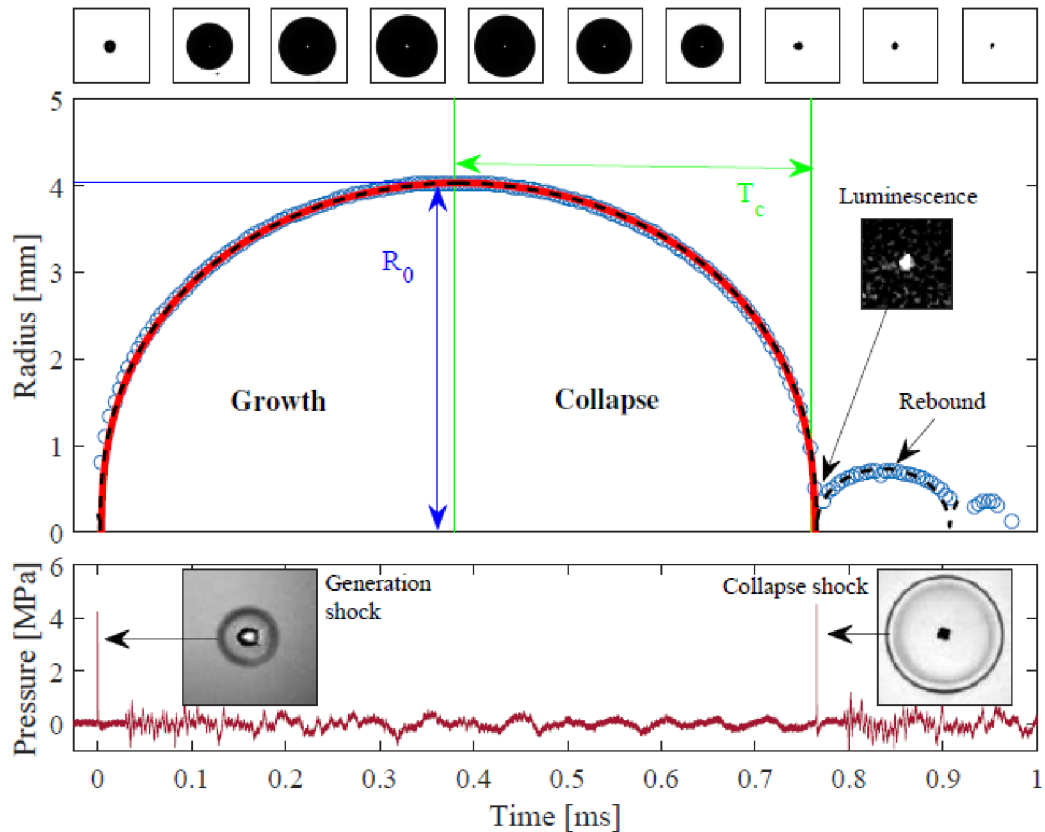 5
4
3
2
1
0
Radius [mm]
R0
Tc
Growth
Collapse
Luminescence
Rebound
6
4
2
0
Pressure [MPa]
Generation
shock
Collapse shock
0
0.1
0.2
0.3
0.4
0.5
0.6
0.7
0.8
0.9
1
Time [ms]